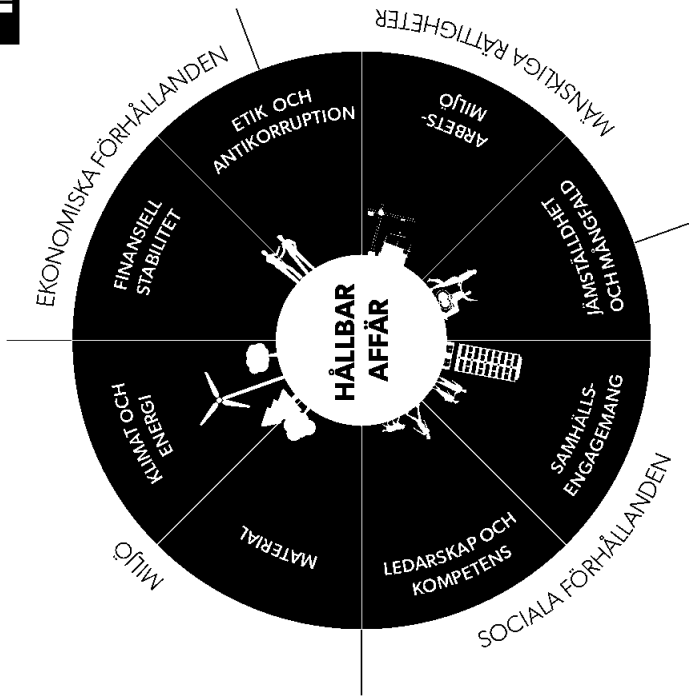 MÄNSKLIGA RÄTTIGHETER
EKONOMISKA FÖRHÅLLANDEN
ETIK OCH
ANTIKORRUPTION
ARBETS-
MILJÖ
FINANSIELL
STABILITET
JÄMSTÄLLDHET
OCH MÅNGFALD
HÅLLBAR
AFFÄR
KLIMAT OCH
ENERGI
SAMHÄLLS-
ENGAGEMANG
MATERIAL
LEDARSKAP OCH
KOMPETENS
MILJÖ
SOCIALA FÖRHÅLLANDEN